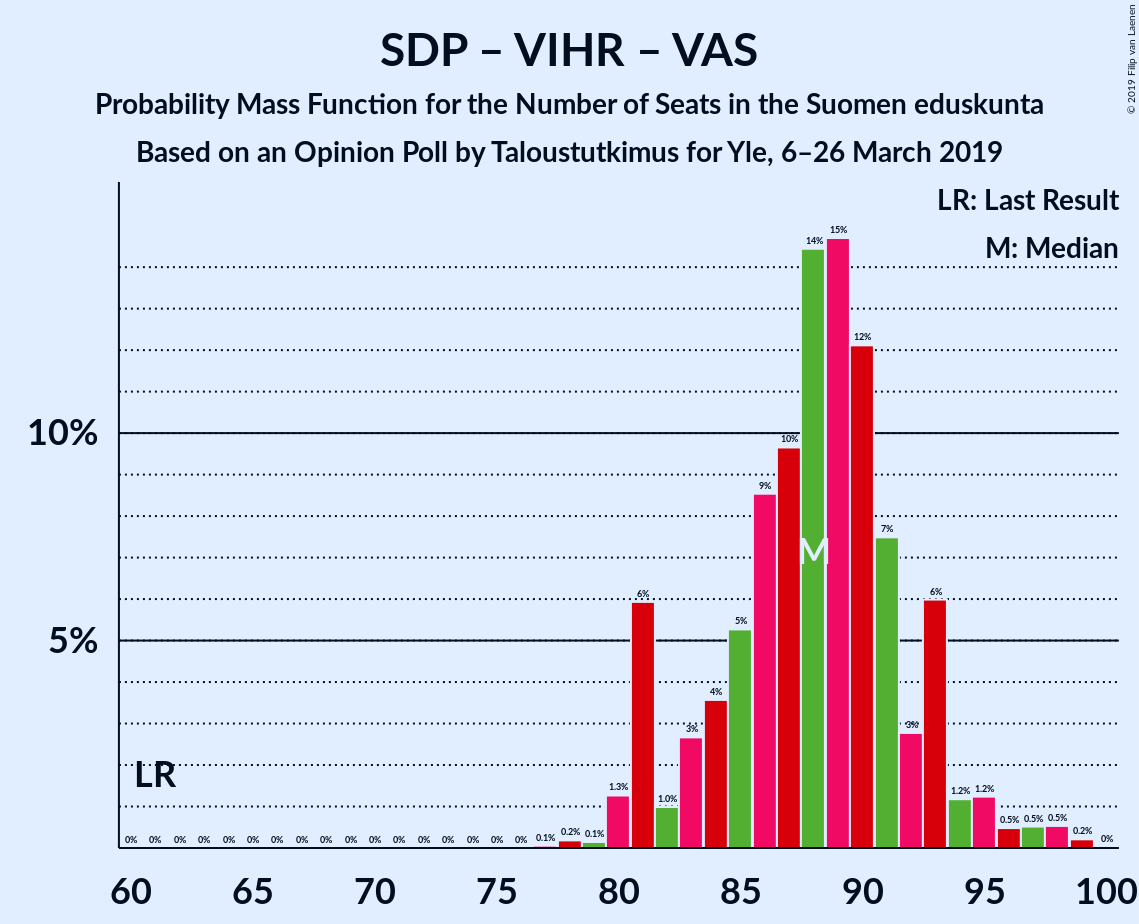 SDP – VIHR – VAS
Probability Mass Function for the Number of Seats in the Suomen eduskunta
Based on an Opinion Poll by Taloustutkimus for Yle, 6–26 March 2019
© 2019 Filip van Laenen
LR: Last Result
M: Median
15%
14%
12%
10%
10%
9%
7%
M
6% 6%
5%
5%
4%
3% 3%
LR
1.3% 1.0% 1.2% 1.2%
0% 0% 0% 0% 0% 0% 0% 0% 0% 0% 0% 0% 0% 0% 0% 0% 0% 0.1% 0.2% 0.1% 0.5% 0.5% 0.5% 0.2% 0%
60 65 70 75 80 85 90 95 100